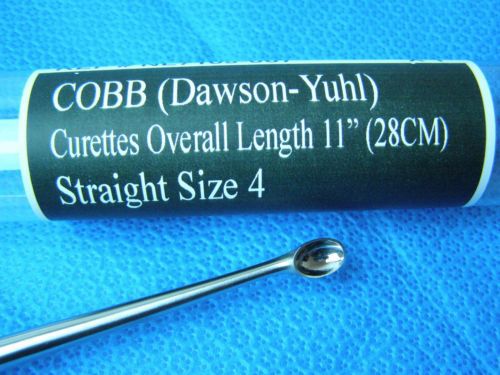 COBB (Dawson-Yuhl)
Curettes Overall Length 11” (28CM)
Straight Size 4